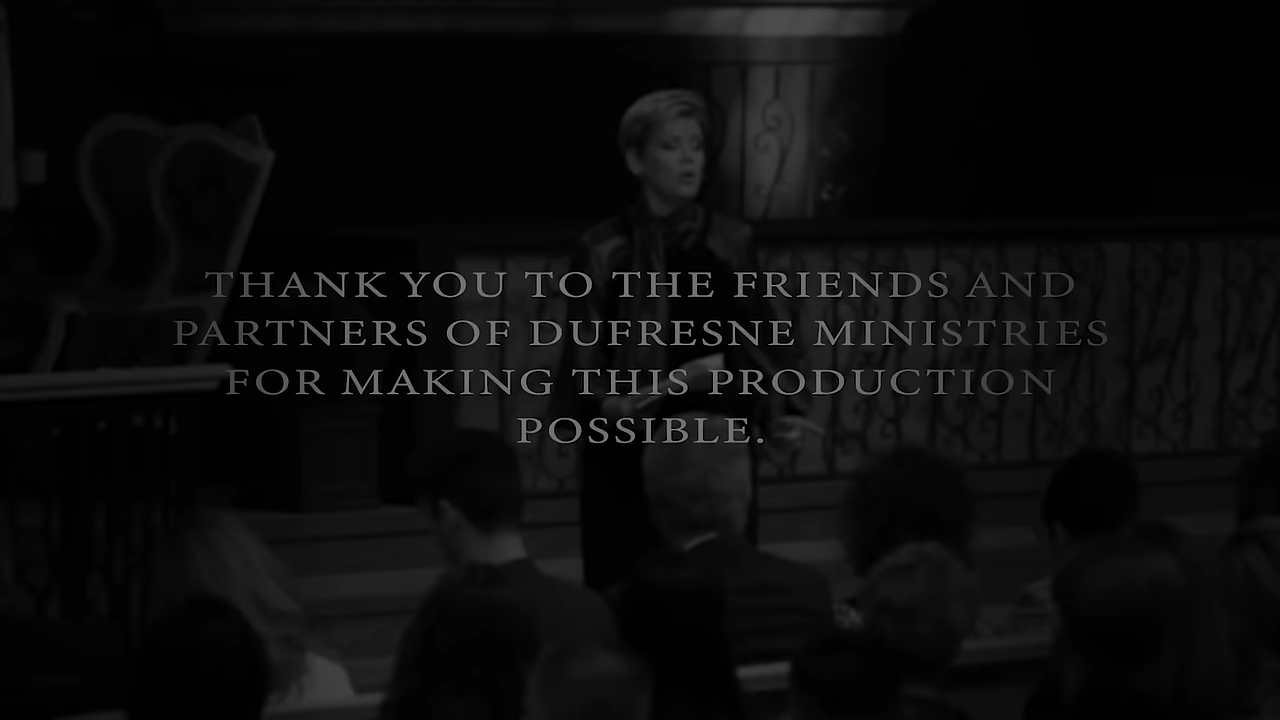 THANK YOU TO THE FRIENDS AND
PARTNERS OF DUFRESNE MINISTRIES
FOR MAKING THIS PRODUCTION
POSSIBLE.